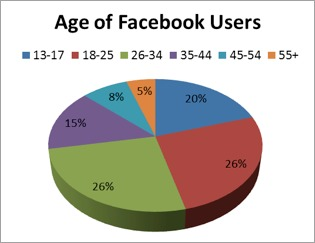 Age of Facebook Users
13-17 18-25 26-34 35-44 45-54 55+
8% 5% 20%
15%
26% 26%